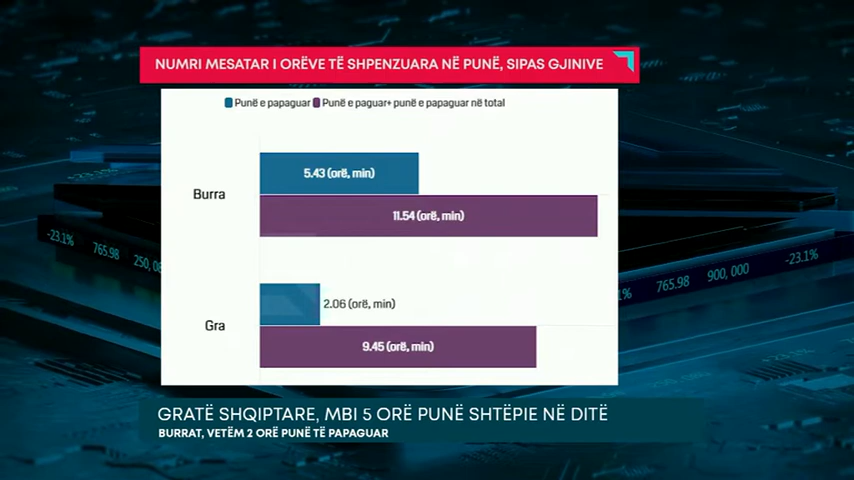 NUMRI MESATAR I ORËVE TË SHPENZUARA NË PUNË, SIPAS GJINIVE
Punë e papaguar Punë e paguar+ punë e papaguar në total
Burra
5.43 (orë, min)
11.54 (orë, min)
Gra
2.06 (orë, min)
9.45 (orë, min)
-23.1%
765.98
250,
1%
765.98
900, 000
-23.1%
GRATË SHQIPTARE, MBI 5 ORË PUNË SHTËPIE NË DITË
BURRAT, VETËM 2 ORË PUNË TË PAPAGUAR